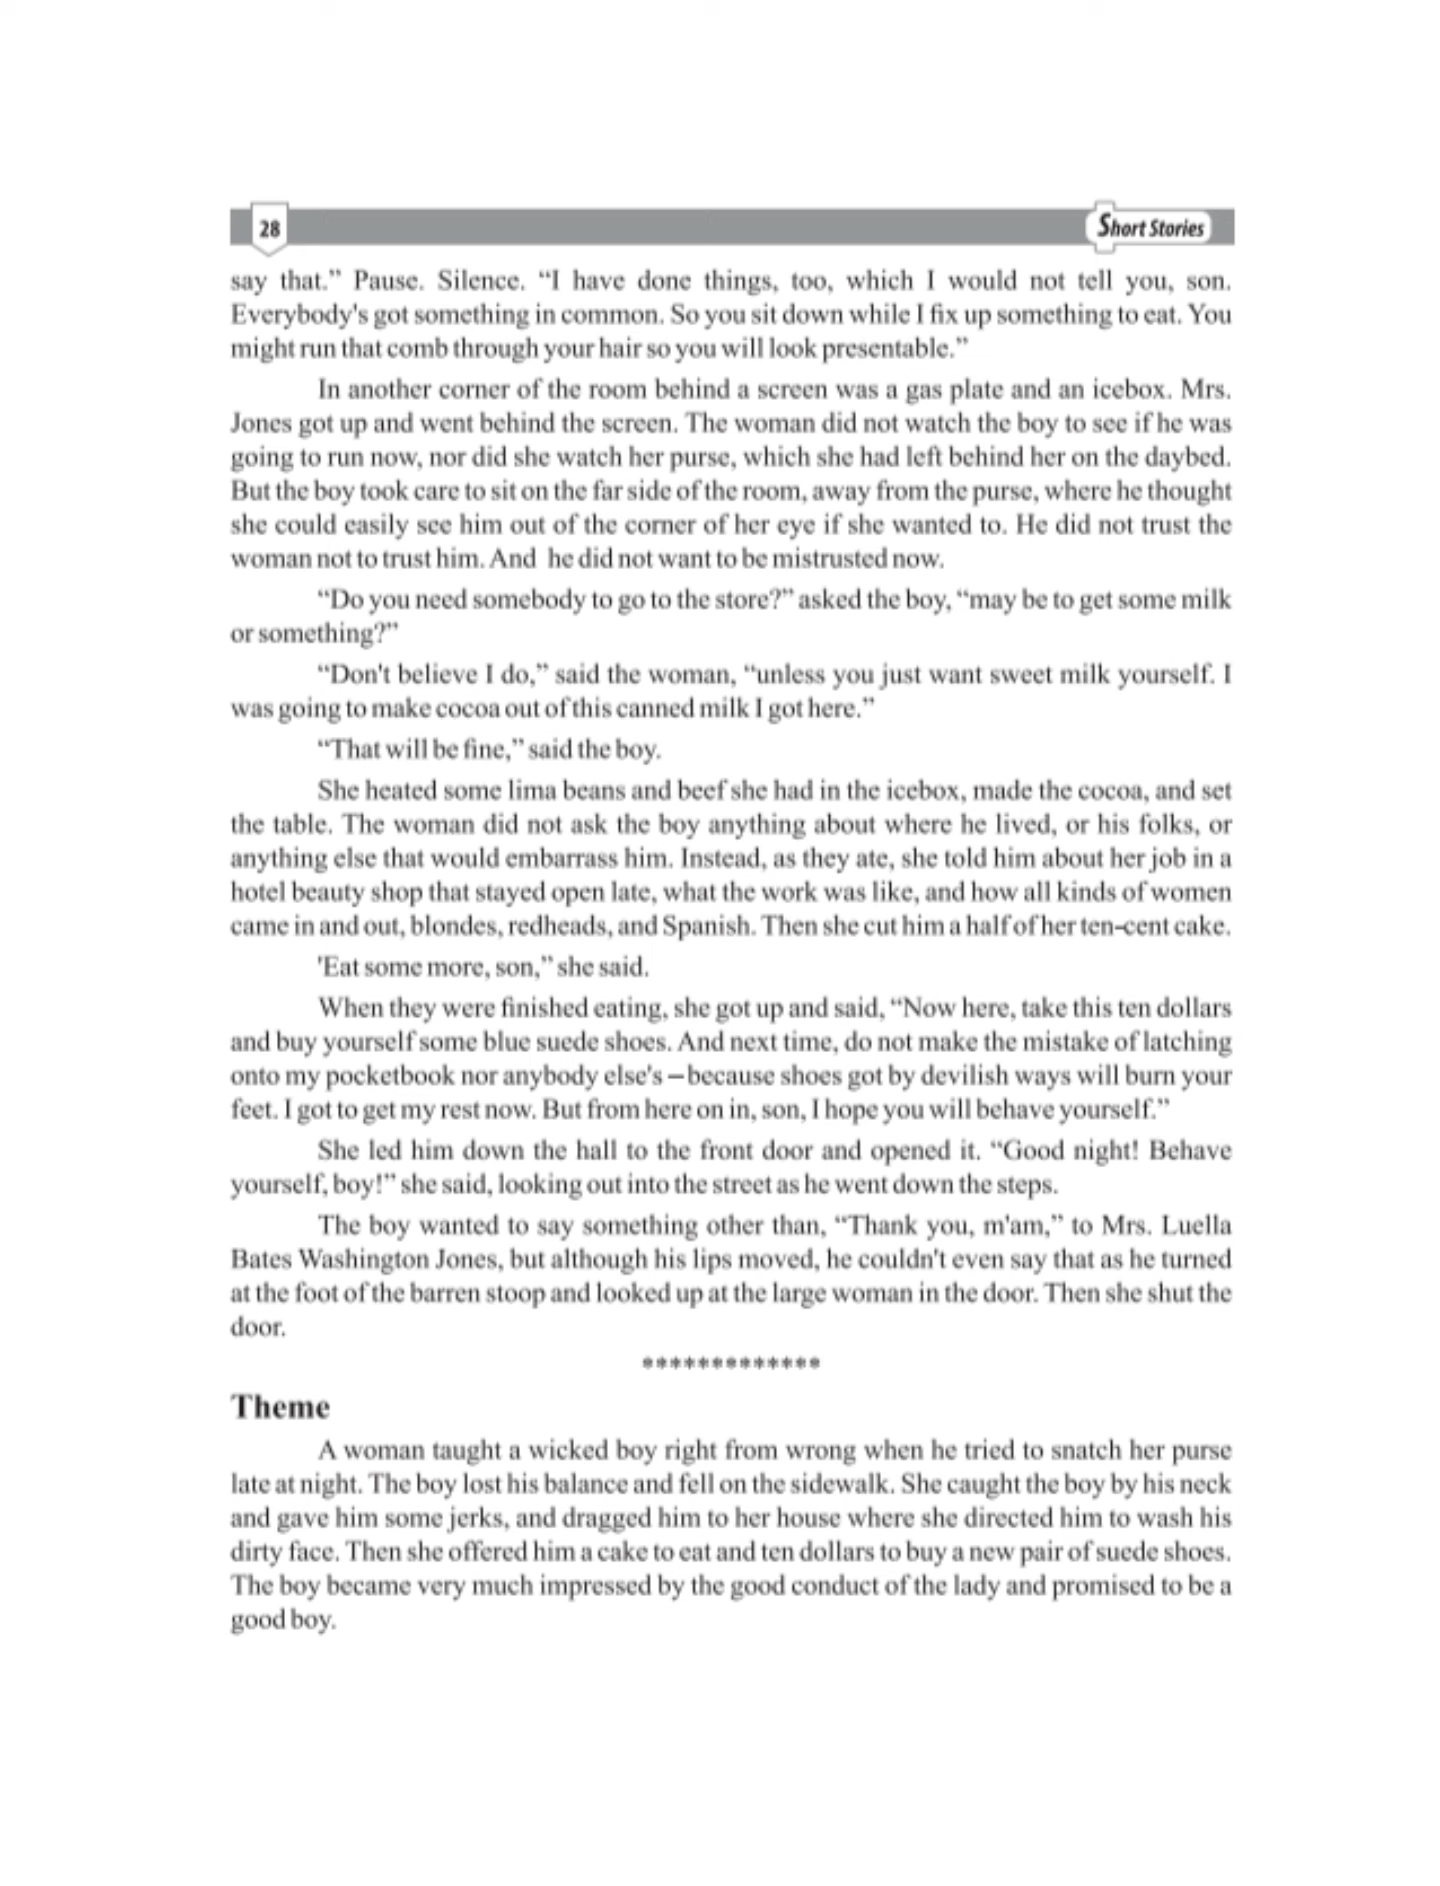 28
Short Stories
say that.” Pause. Silence. “I have done things, too, which I would not tell you, son.
Everybody's got something in common. So you sit down while I fix up something to eat. You
might run that comb through your hair so you will look presentable.”
In another corner of the room behind a screen was a gas plate and an icebox. Mrs.
Jones got up and went behind the screen. The woman did not watch the boy to see if he was
going to run now, nor did she watch her purse, which she had left behind her on the daybed.
But the boy took care to sit on the far side of the room, away from the purse, where he thought
she could easily see him out of the corner of her eye if she wanted to. He did not trust the
woman not to trust him. And he did not want to be mistrusted now.
“Do you need somebody to go to the store?” asked the boy, “may be to get some milk
or something?”
“Don't believe I do,” said the woman, “unless you just want sweet milk yourself. I
was going to make cocoa out of this canned milk I got here.”
“That will be fine,” said the boy.
She heated some lima beans and beef she had in the icebox, made the cocoa, and set
the table. The woman did not ask the boy anything about where he lived, or his folks, or
anything else that would embarrass him. Instead, as they ate, she told him about her job in a
hotel beauty shop that stayed open late, what the work was like, and how all kinds of women
came in and out, blondes, redheads, and Spanish. Then she cut him a half of her ten-cent cake.
'Eat some more, son,” she said.
When they were finished eating, she got up and said, “Now here, take this ten dollars
and buy yourself some blue suede shoes. And next time, do not make the mistake of latching
onto my pocketbook nor anybody else's – because shoes got by devilish ways will burn your
feet. I got to get my rest now. But from here on in, son, I hope you will behave yourself.”
She led him down the hall to the front door and opened it. “Good night! Behave
yourself, boy!” she said, looking out into the street as he went down the steps.
The boy wanted to say something other than, “Thank you, m'am,” to Mrs. Luella
Bates Washington Jones, but although his lips moved, he couldn't even say that as he turned
at the foot of the barren stoop and looked up at the large woman in the door. Then she shut the
door.
*************
Theme
A woman taught a wicked boy right from wrong when he tried to snatch her purse
late at night. The boy lost his balance and fell on the sidewalk. She caught the boy by his neck
and gave him some jerks, and dragged him to her house where she directed him to wash his
dirty face. Then she offered him a cake to eat and ten dollars to buy a new pair of suede shoes.
The boy became very much impressed by the good conduct of the lady and promised to be a
good boy.